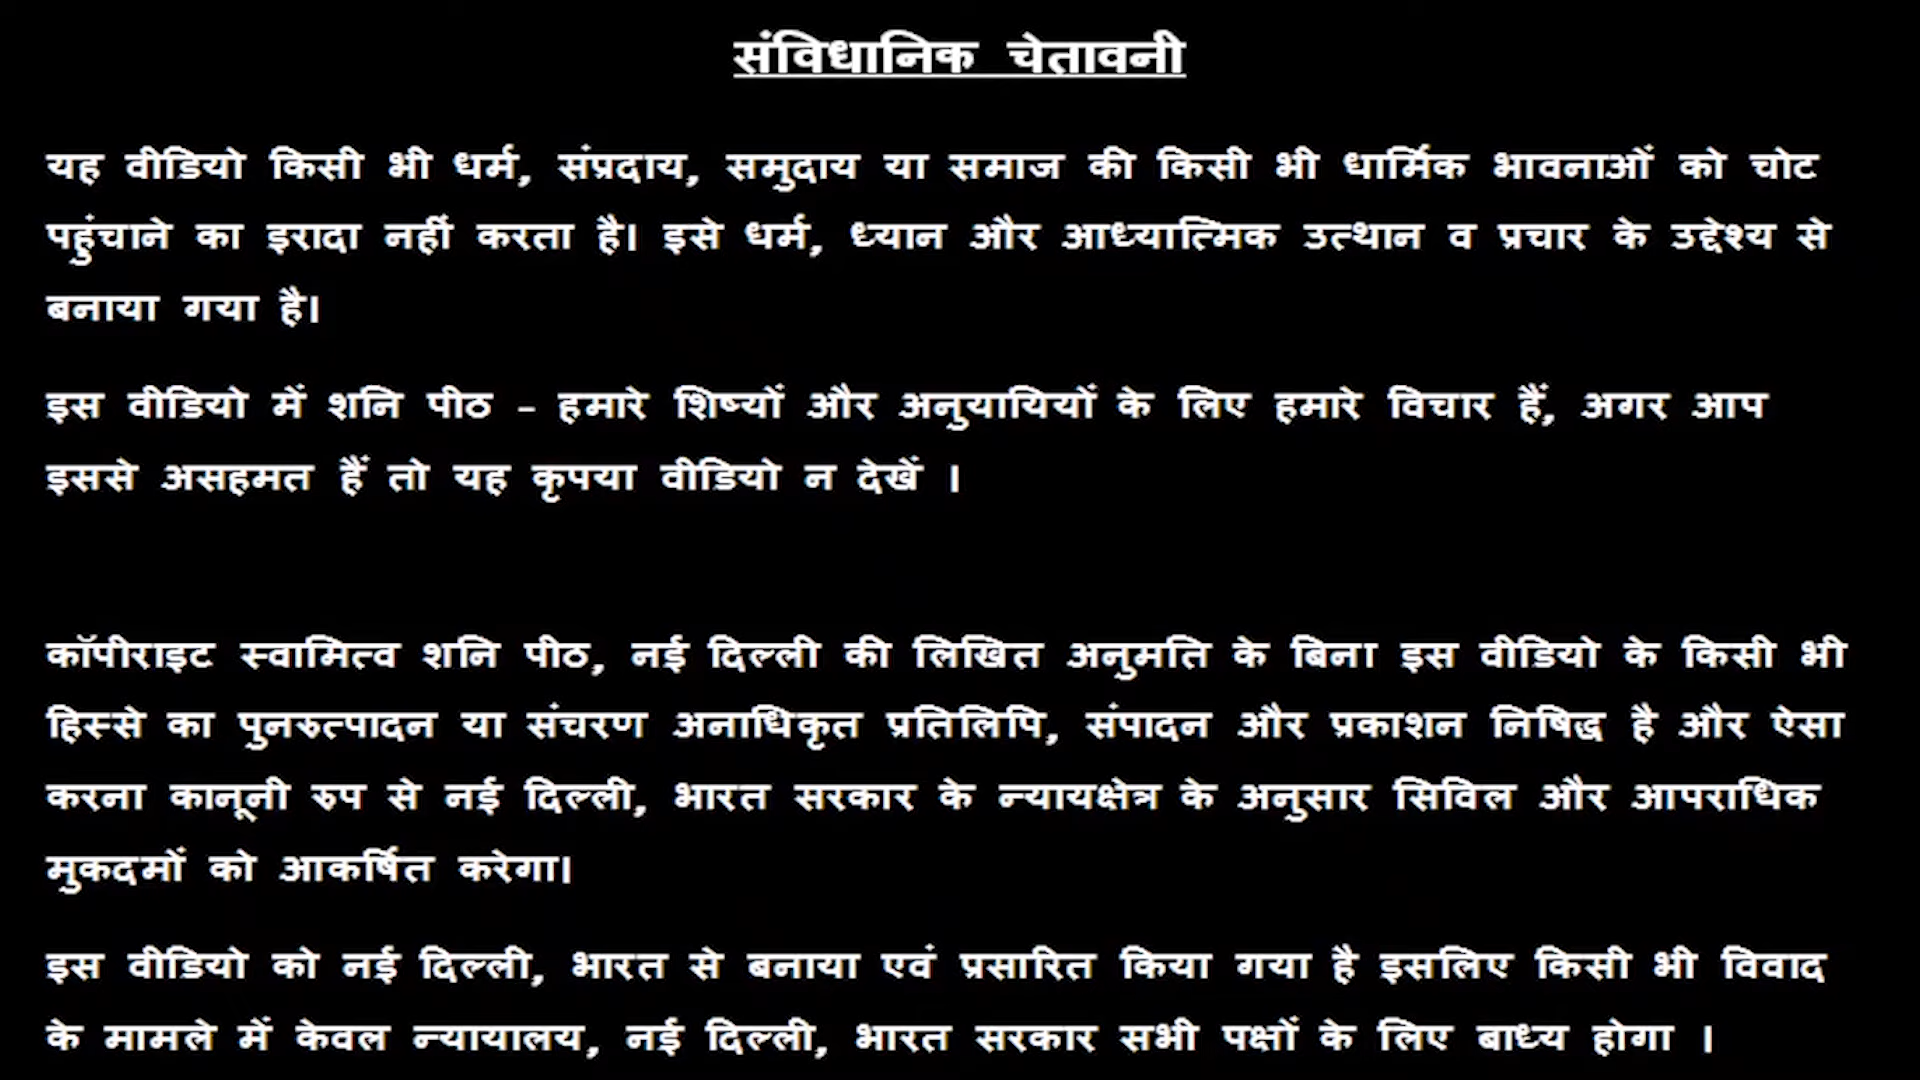 संविधानिक चेतावनी
यह वीडियो किसी भी धर्म, संप्रदाय, समुदाय या समाज की किसी भी धार्मिक भावनाओं को चोट
पहुंचाने का इरादा नहीं करता है। इसे धर्म, ध्यान और आध्यात्मिक उत्थान व प्रचार के उद्देश्य से
बनाया गया है।
इस वीडियो में शनि पीठ – हमारे शिष्यों और अनुयायियों के लिए हमारे विचार हैं, अगर आप
इससे असहमत हैं तो यह कृपया वीडियो न देखें ।
कॉपीराइट स्वामित्व शनि पीठ, नई दिल्ली की लिखित अनुमति के बिना इस वीडियो के किसी भी
हिस्से का पुनरुत्पादन या संचरण अनाधिकृत प्रतिलिपि, संपादन और प्रकाशन निषिद्ध है और ऐसा
करना कानूनी रुप से नई दिल्ली, भारत सरकार के न्यायक्षेत्र के अनुसार सिविल और आपराधिक
मुकदमों को आकर्षित करेगा।
इस वीडियो को नई दिल्ली, भारत से बनाया एवं प्रसारित किया गया है इसलिए किसी भी विवाद
के मामले में केवल न्यायालय, नई दिल्ली, भारत सरकार सभी पक्षों के लिए बाध्य होगा ।